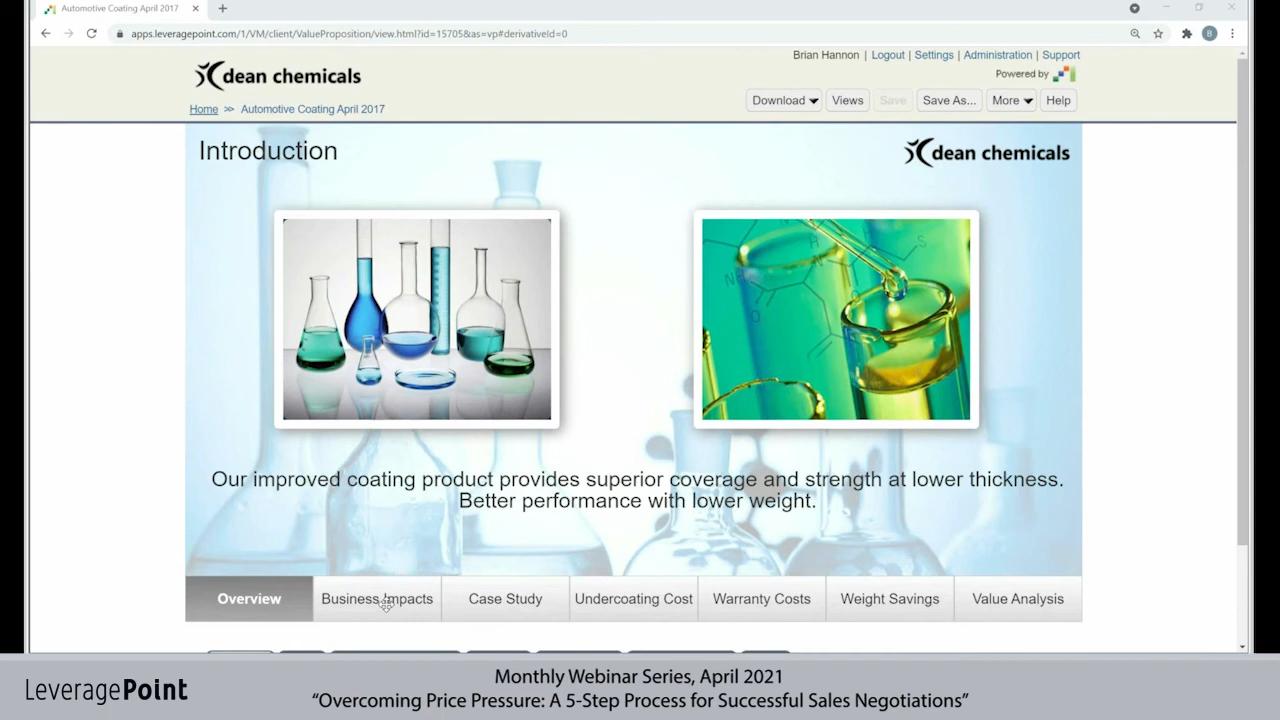 Automotive Coating April 2017
apps.leveragepoint.com/1/VM/client/ValueProposition/view.html?id=15705&as=vp#derivativeId=0
B
Brian Hannon | Logout | Settings | Administration | Support
dean chemicals
Powered by
Home >> Automotive Coating April 2017
Download Views Save Save As... More Help
Introduction
dean chemicals
Our improved coating product provides superior coverage and strength at lower thickness.
Better performance with lower weight.
Overview Business Impacts Case Study Undercoating Cost Warranty Costs Weight Savings Value Analysis
LeveragePoint
Monthly Webinar Series, April 2021
“Overcoming Price Pressure: A 5-Step Process for Successful Sales Negotiations”